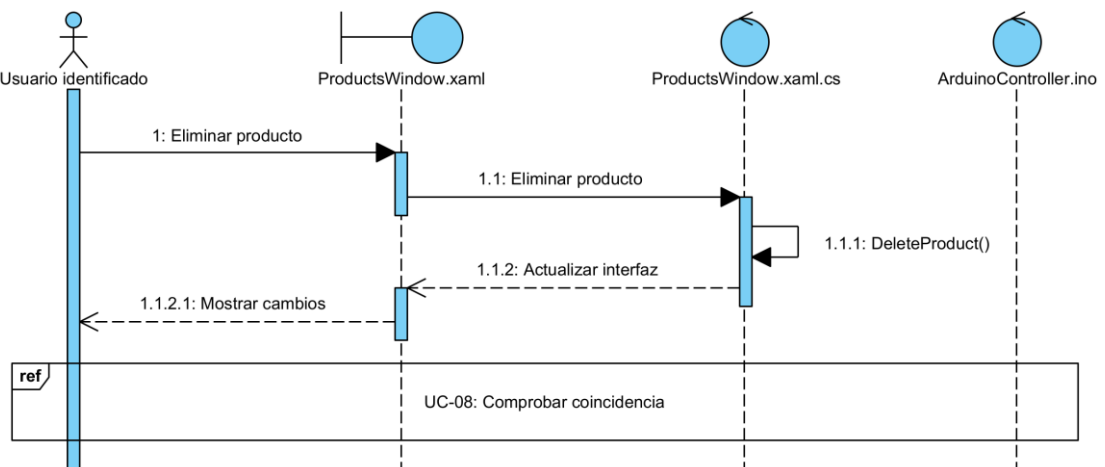 Usuario identificado
ProductsWindow.xaml
ProductsWindow.xaml.cs
ArduinoController.ino
1: Eliminar producto
1.1: Eliminar producto
1.1.1: DeleteProduct()
1.1.2: Actualizar interfaz
1.1.2.1: Mostrar cambios
ref
UC-08: Comprobar coincidencia